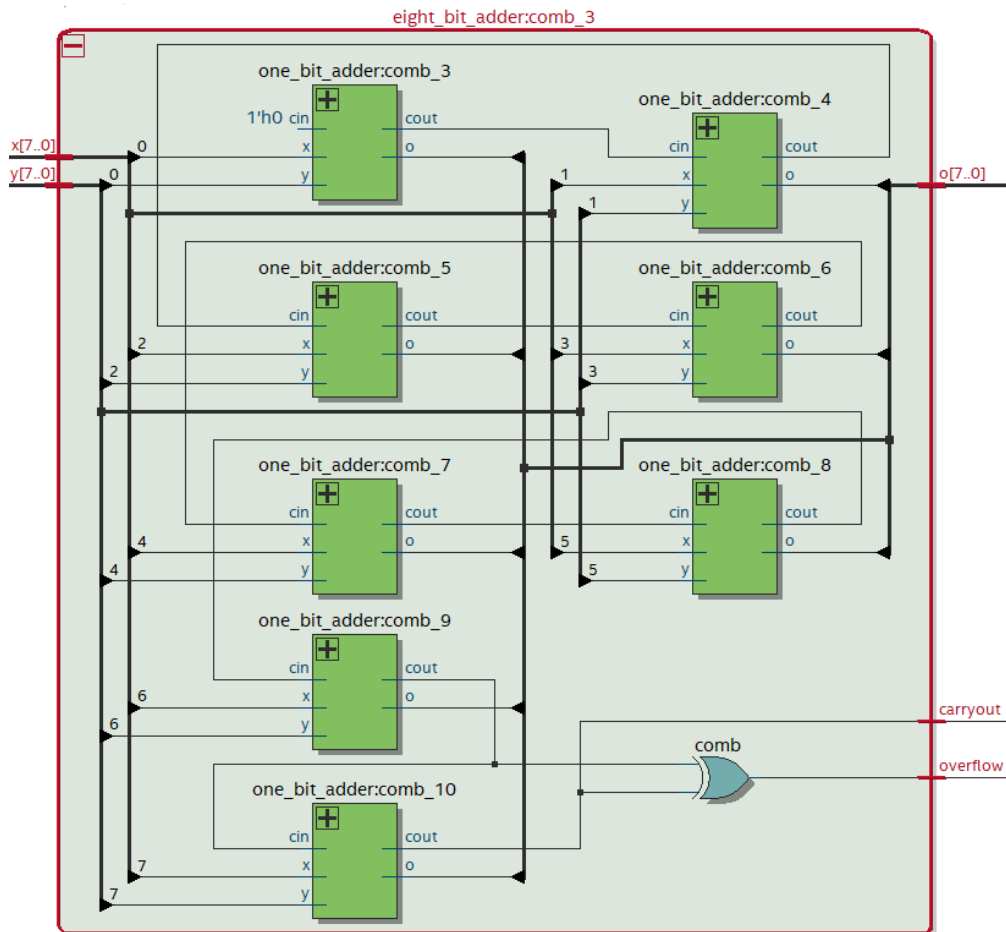 eight_bit_adder:comb_3
one_bit_adder:comb_3
1'h0 cin
x
y
cout
o
one_bit_adder:comb_4
cin
x
y
cout
o
x[7..0]
y[7..0]
0
0
1
1
o[7..0]
one_bit_adder:comb_5
cin
x
y
cout
o
2
2
one_bit_adder:comb_6
cin
x
y
cout
o
3
3
one_bit_adder:comb_7
cin
x
y
cout
o
4
4
one_bit_adder:comb_8
cin
x
y
cout
o
5
5
one_bit_adder:comb_9
cin
x
y
cout
o
6
6
carryout
comb
overflow
one_bit_adder:comb_10
cin
x
y
cout
o
7
7